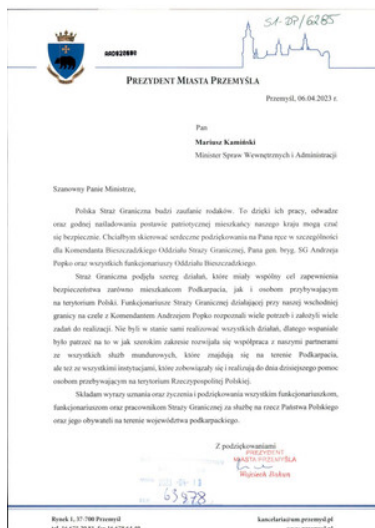 S1-DP/6285
AAD520690
PREZYDENT MIASTA PRZEMYŚLA
Przemyśl, 06.04.2023 r.
Pan
Mariusz Kamiński
Minister Spraw Wewnętrznych i Administracji
Szanowny Panie Ministrze,
Polska Straż Graniczna budzi zaufanie rodaków. To dzięki ich pracy, odwadze
oraz godnej naśladowania postawie patriotycznej mieszkańcy naszego kraju mogą czuć
się bezpiecznie. Chciałbym skierować serdeczne podziękowania na Pana ręce w szczególności
dla Komendanta Bieszczadzkiego Oddziału Straży Granicznej, Pana gen. bryg. SG Andrzeja
Popko oraz wszystkich funkcjonariuszy Oddziału Bieszczadzkiego.
Straż Graniczna podjęła szereg działań, które miały wspólny cel zapewnienia
bezpieczeństwa zarówno mieszkańcom Podkarpacia, jak i osobom przybywającym
na terytorium Polski. Funkcjonariusze Straży Granicznej działającej przy naszej wschodniej
granicy na czele z Komendantem Andrzejem Popko rozpoznali wiele potrzeb i założyli wiele
zadań do realizacji. Nie byli w stanie sami realizować wszystkich działań, dlatego wspaniale
było patrzeć na to w jak szerokim zakresie rozwijała się współpraca z naszymi partnerami
ze wszystkich służb mundurowych, które znajdują się na terenie Podkarpacia,
ale też ze wszystkimi instytucjami, które zobowiązały się i realizują do dnia dzisiejszego pomoc
osobom przebywającym na terytorium Rzeczypospolitej Polskiej.
Składam wyrazy uznania oraz życzenia i podziękowania wszystkim funkcjonariuszkom,
funkcjonariuszom oraz pracownikom Straży Granicznej za służbę na rzecz Państwa Polskiego
oraz jego obywateli na terenie województwa podkarpackiego.
Z podziękowaniami
PREZYDENT
MIASTA PRZEMYŚLA
Wojciech Bakun
63978
Rynek 1, 37-700 Przemyśl
kancelaria@um.przemysl.pl